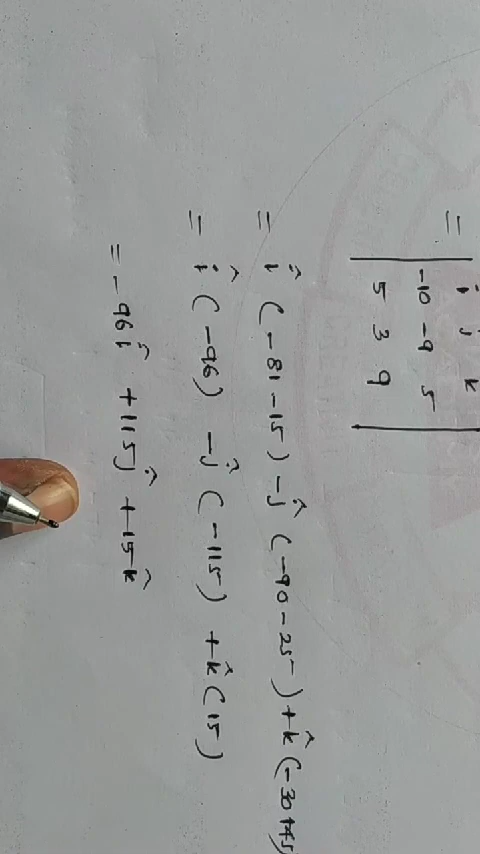 = | i j k |
| -10 -9 5 |
| 5 3 9 |
= î (-81-15) -ĵ (-90-25) +k̂ (-30+45)
= î (-96) -ĵ (-115) +k̂ (15)
= -96î +115ĵ +15k̂